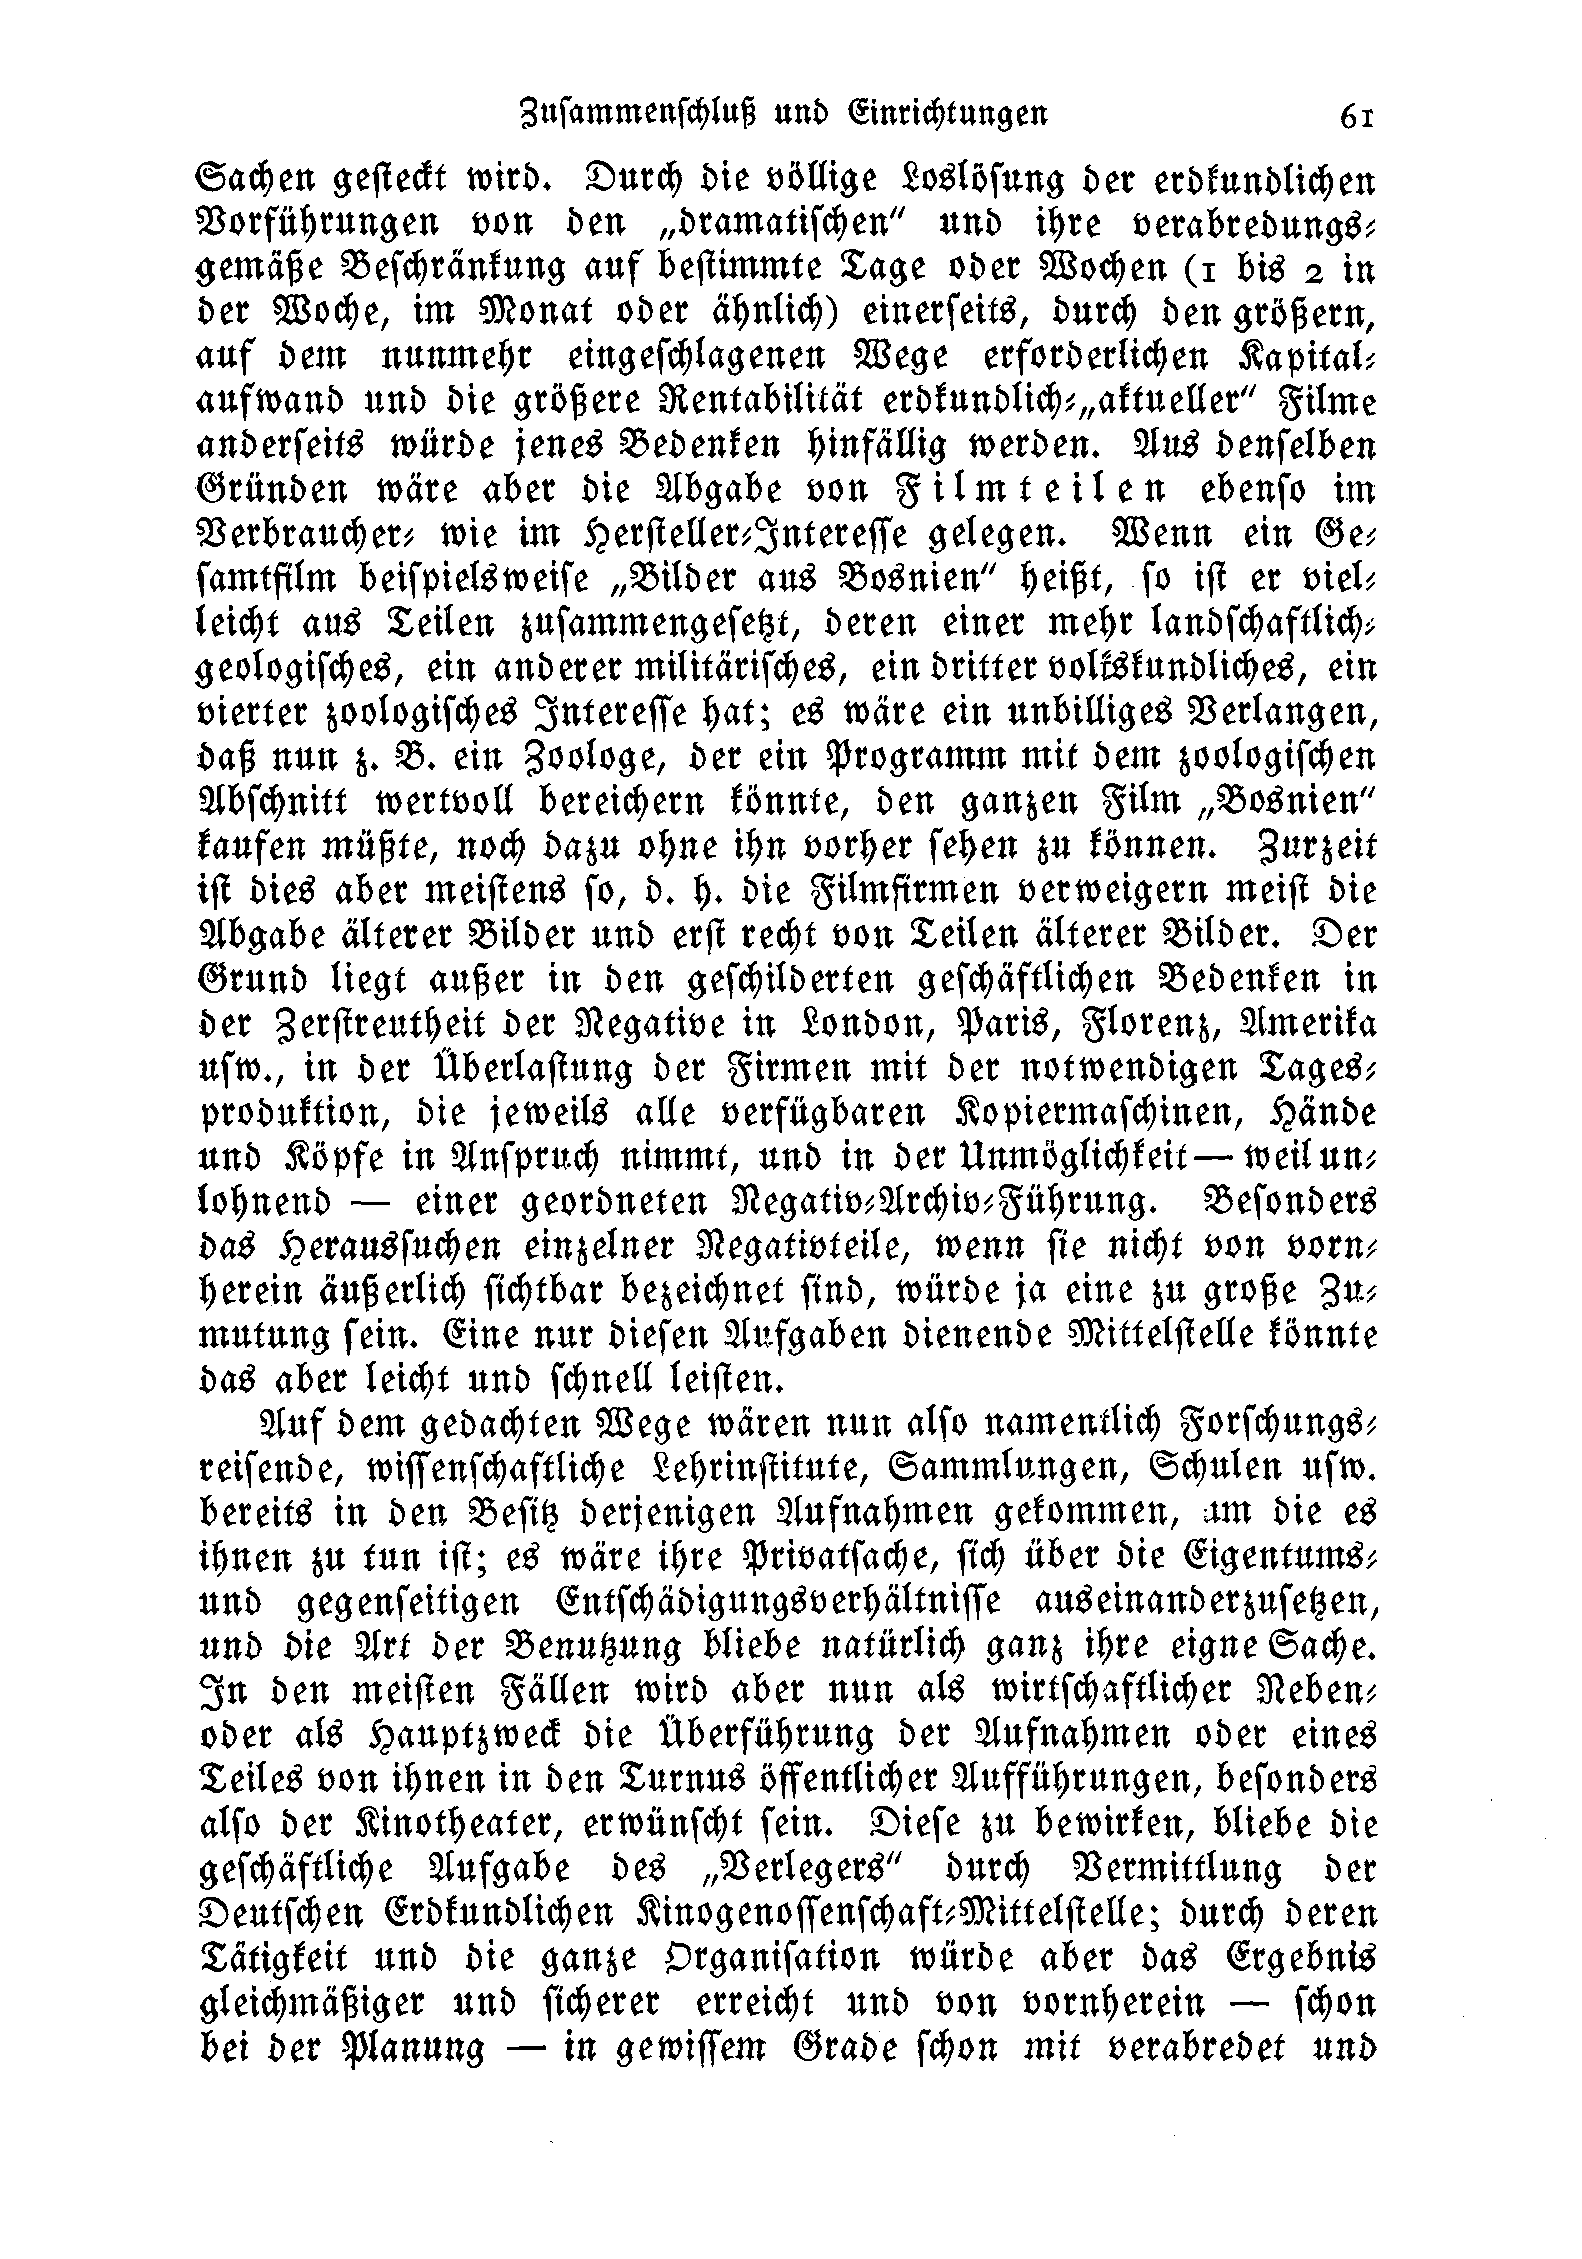 Zusammenschluß und Einrichtungen 61
Sachen gesteckt wird. Durch die völlige Loslösung der erdkundlichen
Vorführungen von den „dramatischen“ und ihre verabredungs-
gemäße Beschränkung auf bestimmte Tage oder Wochen (1 bis 2 in
der Woche, im Monat oder ähnlich) einerseits, durch den größern,
auf dem nunmehr eingeschlagenen Wege erforderlichen Kapital-
aufwand und die größere Rentabilität erdkundlich-„aktueller“ Filme
anderseits würde jenes Bedenken hinfällig werden. Aus denselben
Gründen wäre aber die Abgabe von Filmteilen ebenso im
Verbraucher- wie im Hersteller-Interesse gelegen. Wenn ein Ge-
samtfilm beispielsweise „Bilder aus Bosnien“ heißt, so ist er viel-
leicht aus Teilen zusammengesetzt, deren einer mehr landschaftlich-
geologisches, ein anderer militärisches, ein dritter volkskundliches, ein
vierter zoologisches Interesse hat; es wäre ein unbilliges Verlangen,
daß nun z. B. ein Zoologe, der ein Programm mit dem zoologischen
Abschnitt wertvoll bereichern könnte, den ganzen Film „Bosnien“
kaufen müßte, noch dazu ohne ihn vorher sehen zu können. Zurzeit
ist dies aber meistens so, d. h. die Filmfirmen verweigern meist die
Abgabe älterer Bilder und erst recht von Teilen älterer Bilder. Der
Grund liegt außer in den geschilderten geschäftlichen Bedenken in
der Zerstreutheit der Negative in London, Paris, Florenz, Amerika
usw., in der Überlastung der Firmen mit der notwendigen Tages-
produktion, die jeweils alle verfügbaren Kopiermaschinen, Hände
und Köpfe in Anspruch nimmt, und in der Unmöglichkeit — weil un-
lohnend — einer geordneten Negativ-Archiv-Führung. Besonders
das Heraussuchen einzelner Negativteile, wenn sie nicht von vorn-
herein äußerlich sichtbar bezeichnet sind, würde ja eine zu große Zu-
mutung sein. Eine nur diesen Aufgaben dienende Mittelstelle könnte
das aber leicht und schnell leisten.
Auf dem gedachten Wege wären nun also namentlich Forschungs-
reisende, wissenschaftliche Lehrinstitute, Sammlungen, Schulen usw.
bereits in den Besitz derjenigen Aufnahmen gekommen, um die es
ihnen zu tun ist; es wäre ihre Privatsache, sich über die Eigentums-
und gegenseitigen Entschädigungsverhältnisse auseinanderzusetzen,
und die Art der Benutzung bliebe natürlich ganz ihre eigne Sache.
In den meisten Fällen wird aber nun als wirtschaftlicher Neben-
oder als Hauptzweck die Überführung der Aufnahmen oder eines
Teiles von ihnen in den Turnus öffentlicher Aufführungen, besonders
also der Kinotheater, erwünscht sein. Diese zu bewirken, bliebe die
geschäftliche Aufgabe des „Verlegers“ durch Vermittlung der
Deutschen Erdkundlichen Kinogenossenschaft-Mittelstelle; durch deren
Tätigkeit und die ganze Organisation würde aber das Ergebnis
gleichmäßiger und sicherer erreicht und von vornherein — schon
bei der Planung — in gewissem Grade schon mit verabredet und